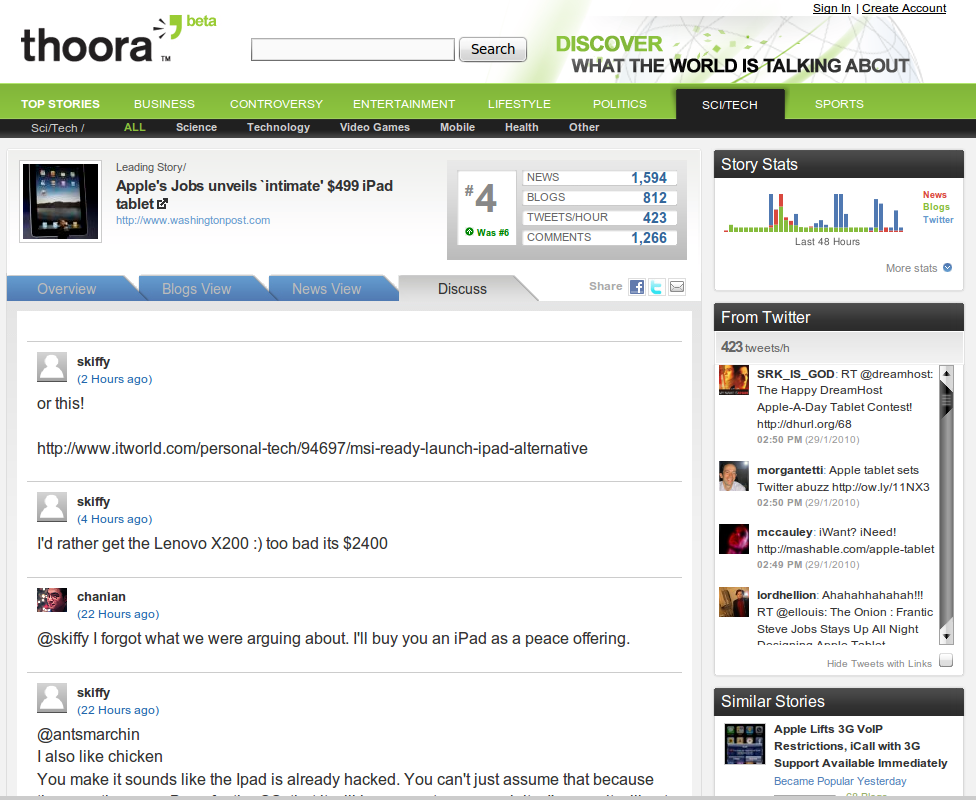 Sign In | Create Account
thoora™ beta
Search
DISCOVER
WHAT THE WORLD IS TALKING ABOUT
TOP STORIES BUSINESS CONTROVERSY ENTERTAINMENT LIFESTYLE POLITICS SCI/TECH SPORTS
Sci/Tech / ALL Science Technology Video Games Mobile Health Other
Leading Story/
Apple's Jobs unveils `intimate' $499 iPad
tablet
http://www.washingtonpost.com
#4
Was #6
NEWS 1,594
BLOGS 812
TWEETS/HOUR 423
COMMENTS 1,266
Overview Blogs View News View Discuss
Share
skiffy
(2 Hours ago)
or this!
http://www.itworld.com/personal-tech/94697/msi-ready-launch-ipad-alternative
skiffy
(4 Hours ago)
I'd rather get the Lenovo X200 :) too bad its $2400
chanian
(22 Hours ago)
@skiffy I forgot what we were arguing about. I'll buy you an iPad as a peace offering.
skiffy
(22 Hours ago)
@antsmarchin
I also like chicken
You make it sounds like the Ipad is already hacked. You can't just assume that because
Story Stats
News
Blogs
Twitter
Last 48 Hours
More stats
From Twitter
423 tweets/h
SRK_IS_GOD: RT @dreamhost:
The Happy DreamHost
Apple-A-Day Tablet Contest!
http://dhurl.org/68
02:50 PM (29/1/2010)
morgantetti: Apple tablet sets
Twitter abuzz http://ow.ly/11NX3
02:50 PM (29/1/2010)
mccauley: iWant? iNeed!
http://mashable.com/apple-tablet
02:49 PM (29/1/2010)
lordhellion: Ahahahhahahah!!!
RT @ellouis: The Onion : Frantic
Steve Jobs Stays Up All Night
Designing Apple Tablet
Hide Tweets with Links
Similar Stories
Apple Lifts 3G VoIP
Restrictions, iCall with 3G
Support Available Immediately
Became Popular Yesterday